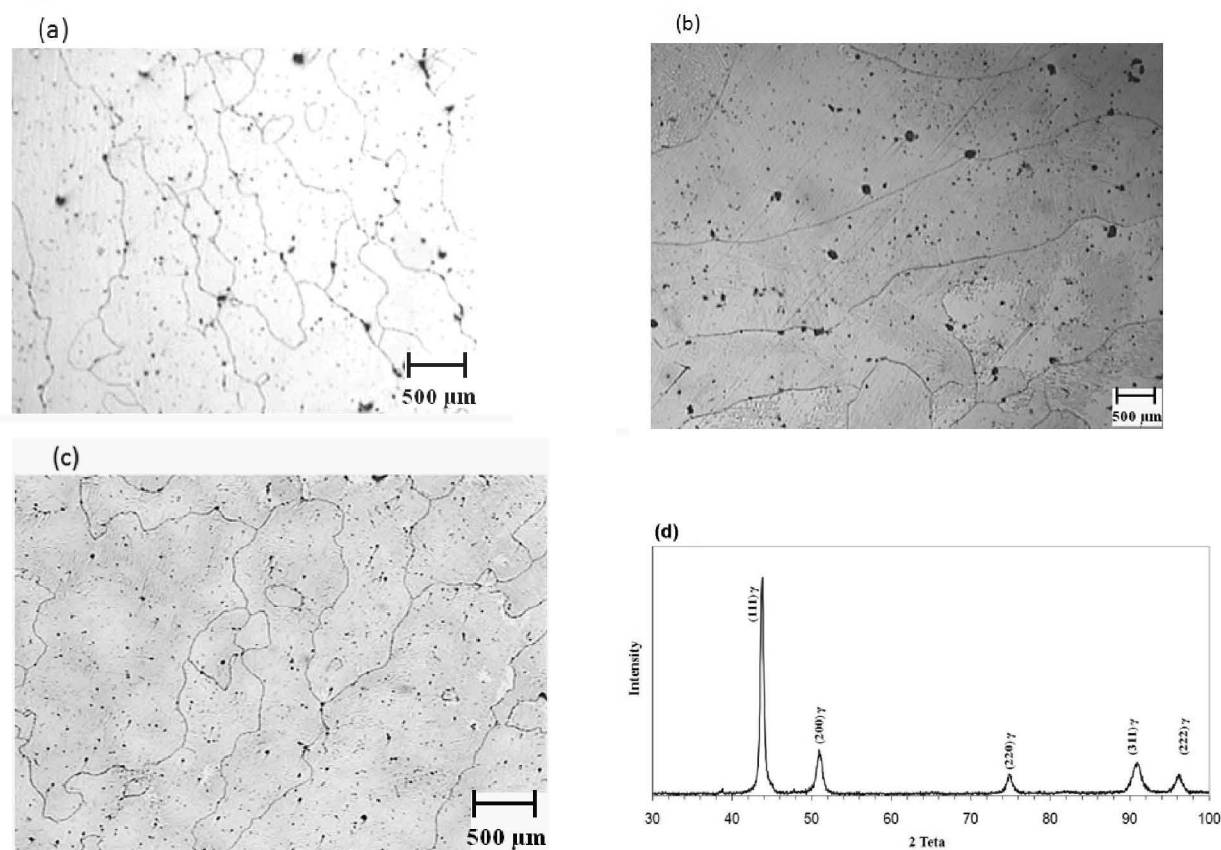 (a)
500 µm
(b)
500 µm
(c)
500 µm
(d)
Intensity
(111) γ
(200) γ
(220) γ
(311) γ
(222) γ
30 40 50 60 70 80 90 100
2 Teta